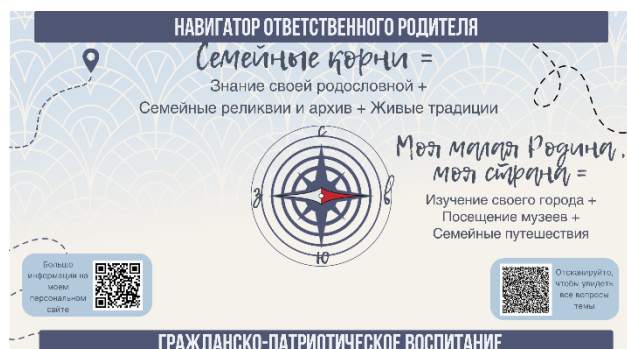 НАВИГАТОР ОТВЕТСТВЕННОГО РОДИТЕЛЯ
Семейные корни =
Знание своей родословной +
Семейные реликвии и архив + Живые традиции
С
З
В
Ю
Моя малая Родина,
моя страна =
Изучение своего города +
Посещение музеев +
Семейные путешествия
Больше
информации на
моем
персональном
сайте
Отсканируйте,
чтобы увидеть
все вопросы
темы
ГРАЖДАНСКО-ПАТРИОТИЧЕСКОЕ ВОСПИТАНИЕ